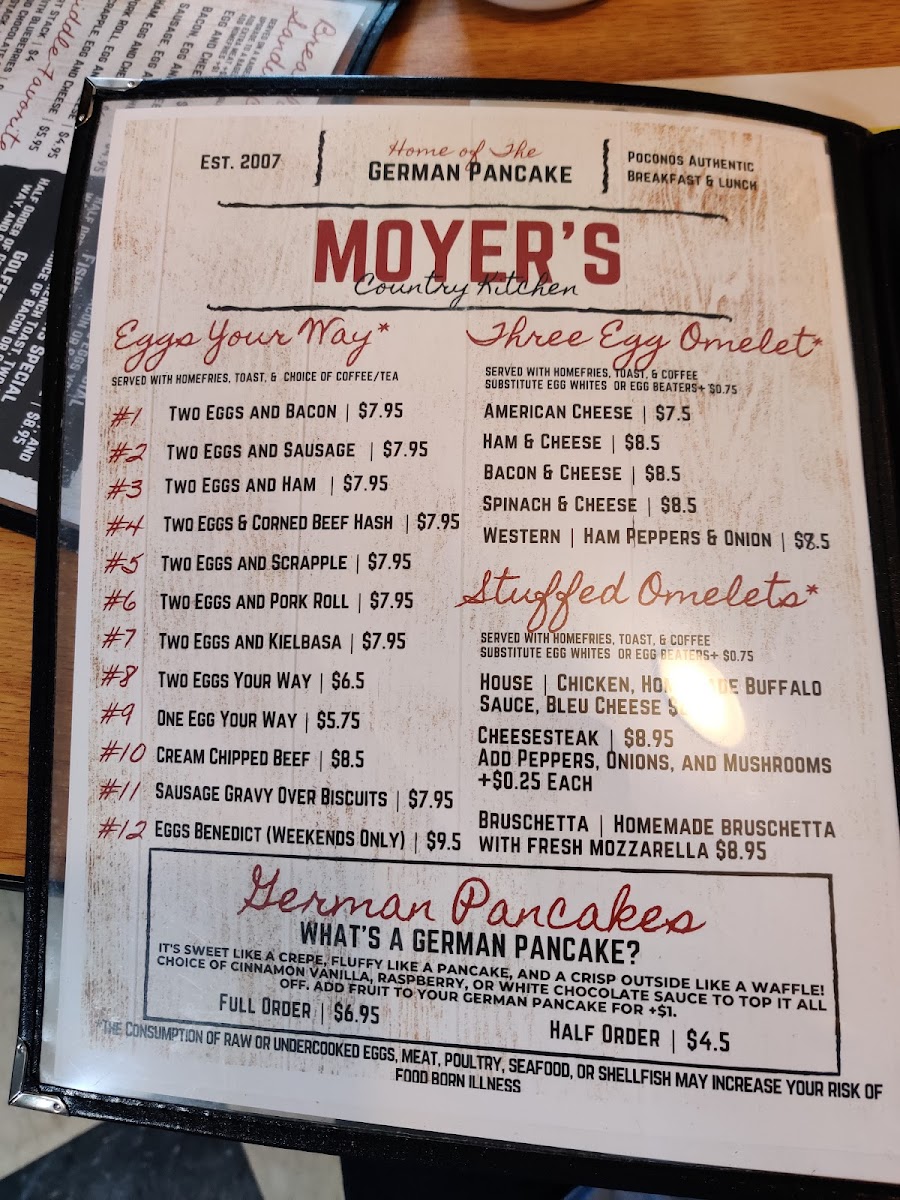 EST. 2007
Home of The
GERMAN PANCAKE
POCONOS AUTHENTIC
BREAKFAST & LUNCH
MOYER'S
Country Kitchen
Eggs Your Way*
SERVED WITH HOMEFRIES, TOAST, & CHOICE OF COFFEE/TEA
#1 TWO EGGS AND BACON | $7.95
#2 TWO EGGS AND SAUSAGE | $7.95
#3 TWO EGGS AND HAM | $7.95
#4 TWO EGGS & CORNED BEEF HASH | $7.95
#5 TWO EGGS AND SCRAPPLE | $7.95
#6 TWO EGGS AND PORK ROLL | $7.95
#7 TWO EGGS AND KIELBASA | $7.95
#8 TWO EGGS YOUR WAY | $6.5
#9 ONE EGG YOUR WAY | $5.75
#10 CREAM CHIPPED BEEF | $8.5
#11 SAUSAGE GRAVY OVER BISCUITS | $7.95
#12 EGGS BENEDICT (WEEKENDS ONLY) | $9.5
Three Egg Omelet*
SERVED WITH HOMEFRIES, TOAST, & COFFEE
SUBSTITUTE EGG WHITES OR EGG BEATERS+ $0.75
AMERICAN CHEESE | $7.5
HAM & CHEESE | $8.5
BACON & CHEESE | $8.5
SPINACH & CHEESE | $8.5
WESTERN | HAM PEPPERS & ONION | $8.5
Stuffed Omelets*
SERVED WITH HOMEFRIES, TOAST, & COFFEE
SUBSTITUTE EGG WHITES OR EGG BEATERS+ $0.75
HOUSE | CHICKEN, HOMEMADE BUFFALO
SAUCE, BLEU CHEESE
CHEESESTEAK | $8.95
ADD PEPPERS, ONIONS, AND MUSHROOMS
+$0.25 EACH
BRUSCHETTA | HOMEMADE BRUSCHETTA
WITH FRESH MOZZARELLA $8.95
German Pancakes
WHAT'S A GERMAN PANCAKE?
IT'S SWEET LIKE A CREPE, FLUFFY LIKE A PANCAKE, AND A CRISP OUTSIDE LIKE A WAFFLE!
CHOICE OF CINNAMON VANILLA, RASPBERRY, OR WHITE CHOCOLATE SAUCE TO TOP IT ALL
OFF. ADD FRUIT TO YOUR GERMAN PANCAKE FOR +$1.
FULL ORDER | $6.95
HALF ORDER | $4.5
*THE CONSUMPTION OF RAW OR UNDERCOOKED EGGS, MEAT, POULTRY, SEAFOOD, OR SHELLFISH MAY INCREASE YOUR RISK OF
FOOD BORN ILLNESS